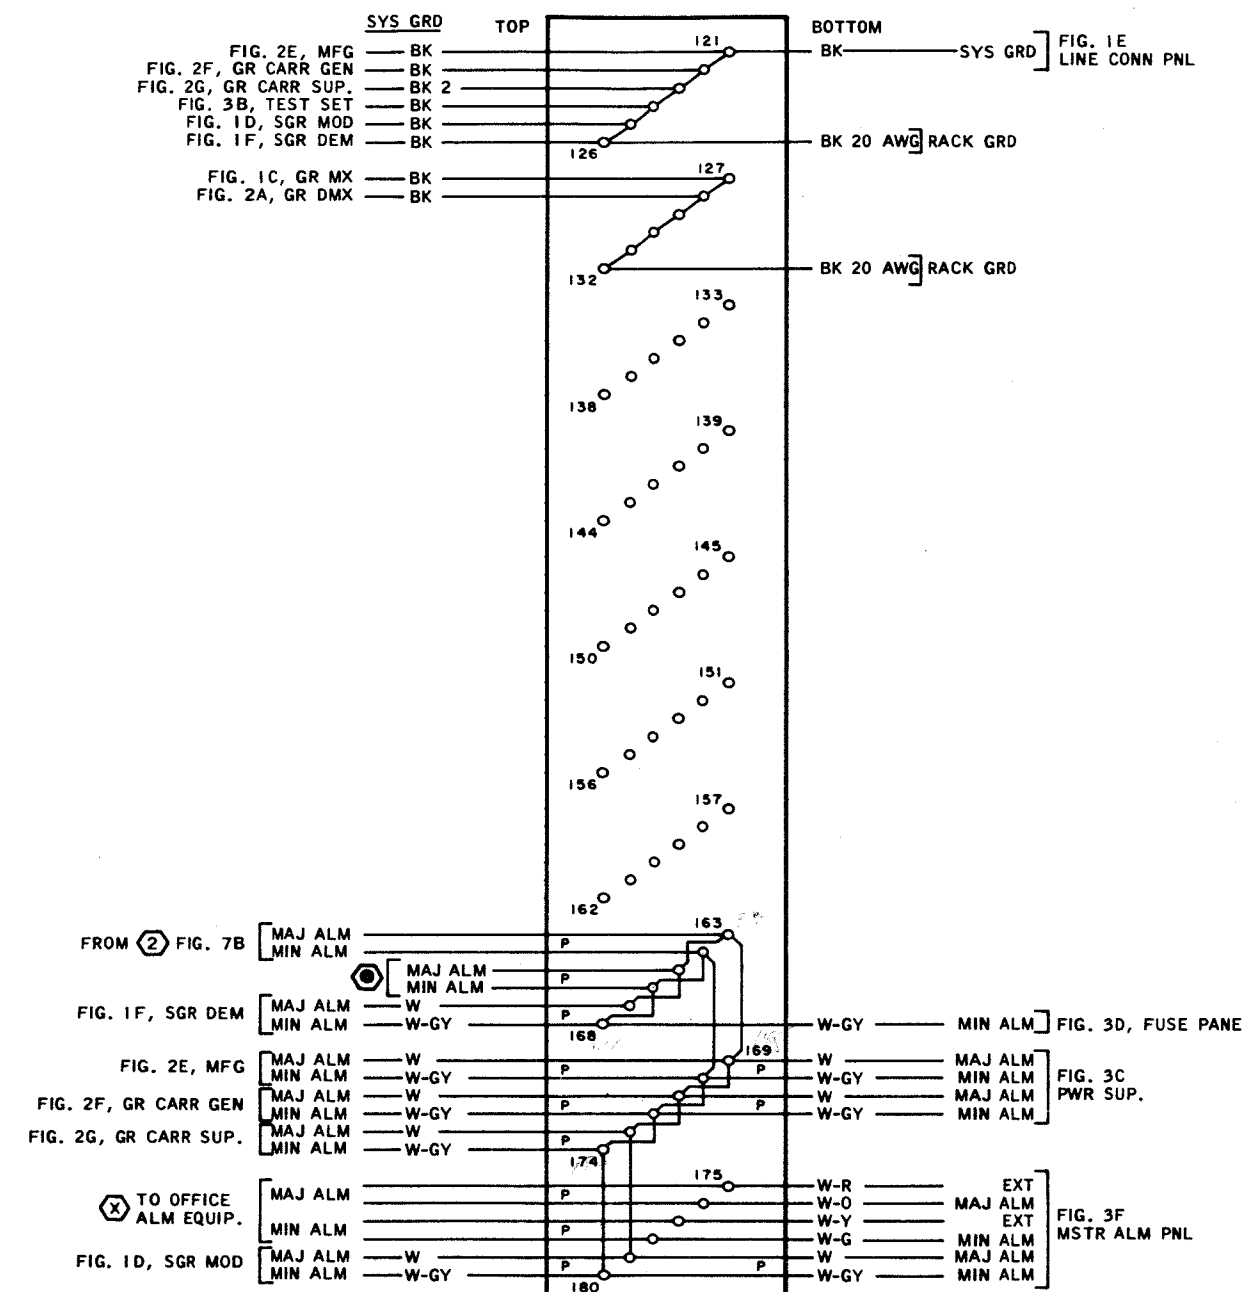 SYS GRD TOP BOTTOM
FIG. 2E, MFG BK 121 BK SYS GRD FIG. 1E
LINE CONN PNL
FIG. 2F, GR CARR GEN BK
FIG. 2G, GR CARR SUP. BK 2
FIG. 3B, TEST SET BK
FIG. 1D, SGR MOD BK
FIG. 1F, SGR DEM BK 126 BK 20 AWG RACK GRD
FIG. 1C, GR MX BK 127
FIG. 2A, GR DMX BK
132 BK 20 AWG RACK GRD
133
138
139
144
145
150
151
156
157
162
163
FROM 2 FIG. 7B MAJ ALM
MIN ALM P
MAJ ALM
MIN ALM P
FIG. 1F, SGR DEM MAJ ALM W
MIN ALM W-GY P 168 W-GY MIN ALM FIG. 3D, FUSE PANE
169
FIG. 2E, MFG MAJ ALM W W MAJ ALM
MIN ALM W-GY P P W-GY MIN ALM FIG. 3C
PWR SUP.
FIG. 2F, GR CARR GEN MAJ ALM W W MAJ ALM
MIN ALM W-GY P P W-GY MIN ALM
FIG. 2G, GR CARR SUP. MAJ ALM W
MIN ALM W-GY P 174
175
X TO OFFICE
ALM EQUIP.
MAJ ALM P W-R EXT
W-O MAJ ALM
MIN ALM P W-Y EXT
W-G MIN ALM
FIG. 3F
MSTR ALM PNL
FIG. 1D, SGR MOD MAJ ALM W W MAJ ALM
MIN ALM W-GY P P W-GY MIN ALM
180